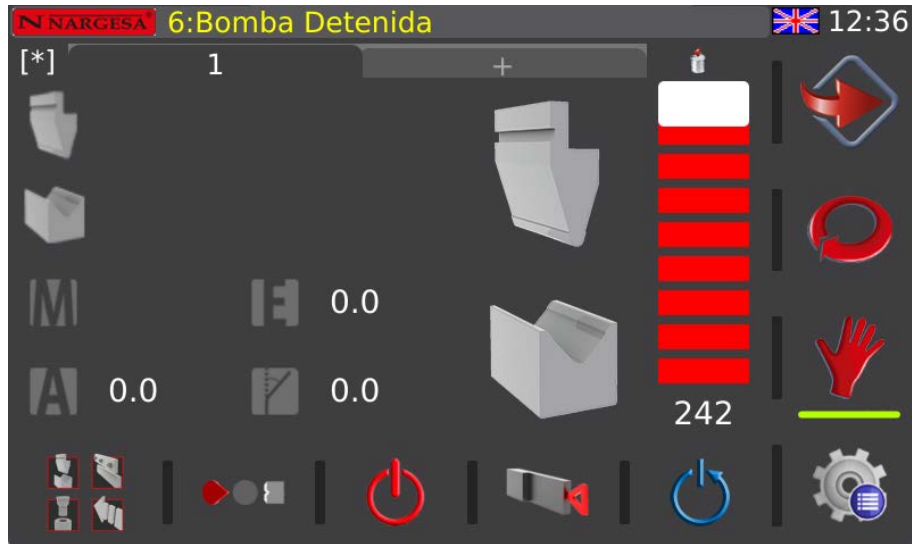 N NARGESA 6:Bomba Detenida 12:36
[*] 1 +
M E 0.0
A 0.0 0.0
242